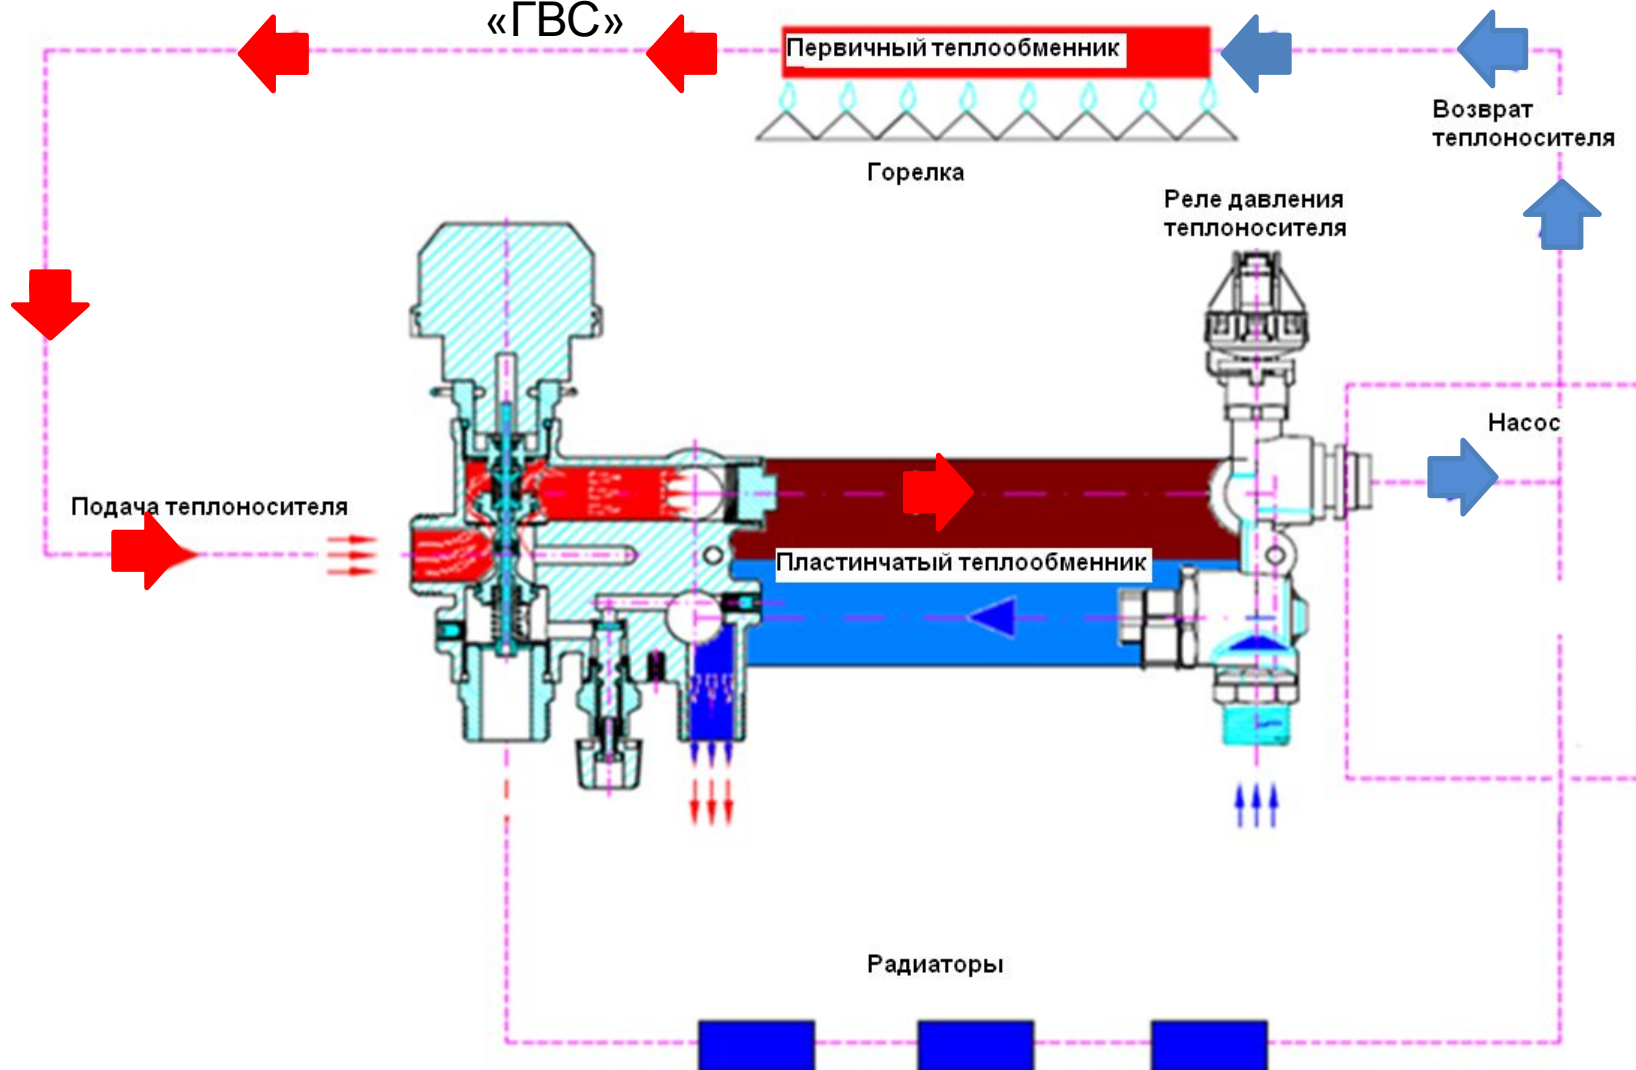 «ГВС»
Первичный теплообменник
Возврат
теплоносителя
Горелка
Реле давления
теплоносителя
Насос
Подача теплоносителя
Пластинчатый теплообменник
Радиаторы